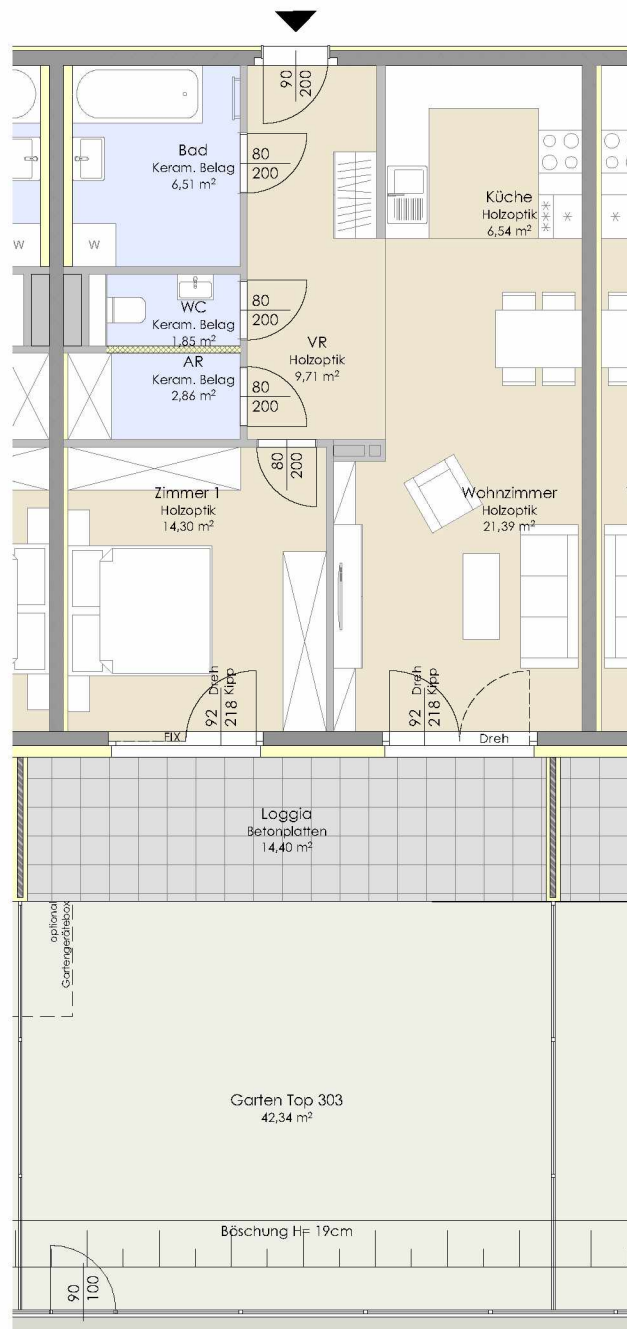 90
200
Bad
Keram. Belag
6,51 m²
80
200
Küche
Holzoptik
6,54 m²
W
W
WC
Keram. Belag
1,85 m²
80
200
VR
Holzoptik
9,71 m²
AR
Keram. Belag
2,86 m²
80
200
80
200
Zimmer 1
Holzoptik
14,30 m²
Wohnzimmer
Holzoptik
21,39 m²
92 Dreh
218 Kipp
92 Dreh
218 Kipp
FIX
Dreh
Loggia
Betonplatten
14,40 m²
optional
Gartengerätebox
Garten Top 303
42,34 m²
Böschung H= 19cm
90
100